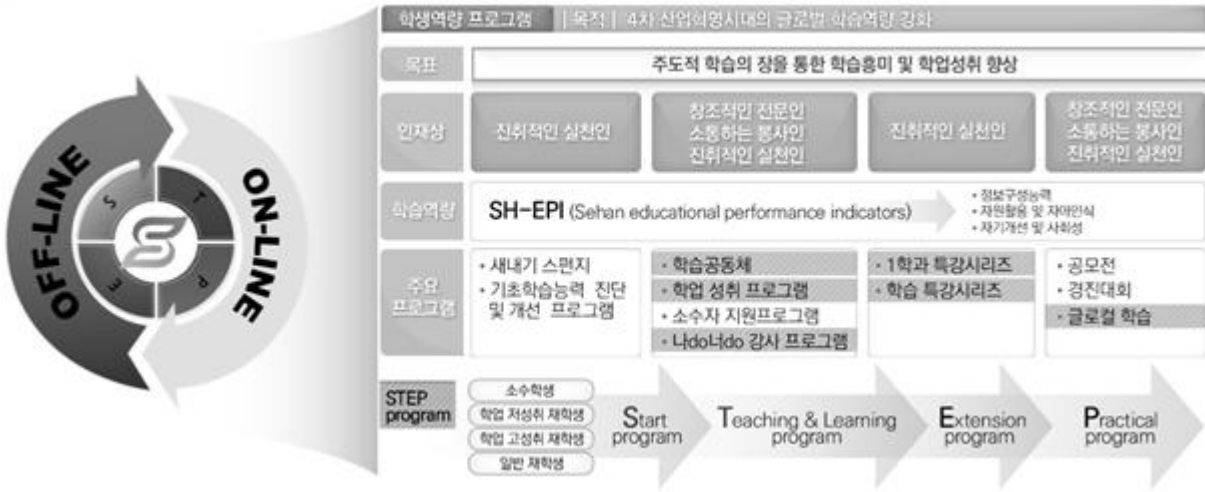 OFF-LINE
ON-LINE
S
T
E
P
학생역량 프로그램 | 목적 | 4차 산업혁명시대의 글로벌 학습역량 강화
목표
주도적 학습의 장을 통한 학습흥미 및 학업성취 향상
인재상
진취적인 실천인
창조적인 전문인
소통하는 봉사인
진취적인 실천인
진취적인 실천인
창조적인 전문인
소통하는 봉사인
진취적인 실천인
학습역량
SH-EPI (Sehan educational performance indicators)
• 정보구성능력
• 자원활용 및 자아인식
• 자기개선 및 사회성
주요
프로그램
• 새내기 스펀지
• 기초학습능력 진단
및 개선 프로그램
• 학습공동체
• 학업 성취 프로그램
• 소수자 지원프로그램
• 나do너do 강사 프로그램
• 1학과 특강시리즈
• 학습 특강시리즈
• 공모전
• 경진대회
• 글로컬 학습
STEP
program
소수학생
학업 저성취 재학생
학업 고성취 재학생
일반 재학생
Start
program
Teaching & Learning
program
Extension
program
Practical
program